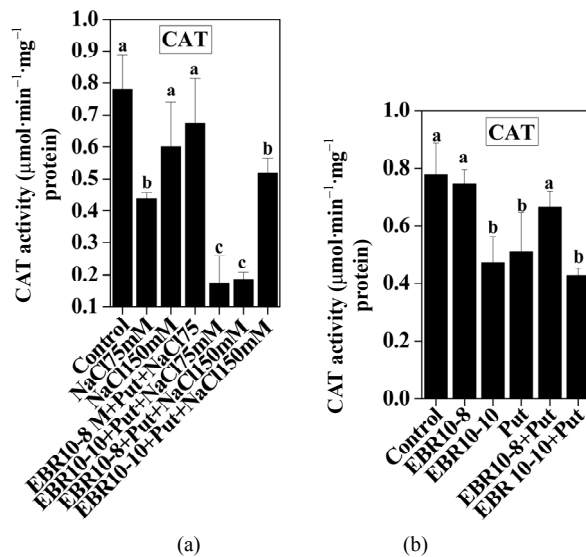 CAT
CAT activity (μmol·min⁻¹·mg⁻¹
protein)
1.0
0.9
0.8
0.7
0.6
0.5
0.4
0.3
0.2
0.1
a
b
a
a
c
c
b
Control
NaCl75mM
NaCl150mM
EBR10-8 M+Put+NaCl75
EBR10-10+Put+NaCl75mM
EBR10-8+Put+NaCl150mM
EBR10-10+Put+NaCl150mM
(a)
CAT
CAT activity (μmol·min⁻¹·mg⁻¹
protein)
1.0
0.8
0.6
0.4
0.2
0.0
a
a
b
b
a
b
Control
EBR10-8
EBR10-10
Put
EBR10-8+Put
EBR 10-10+Put
(b)